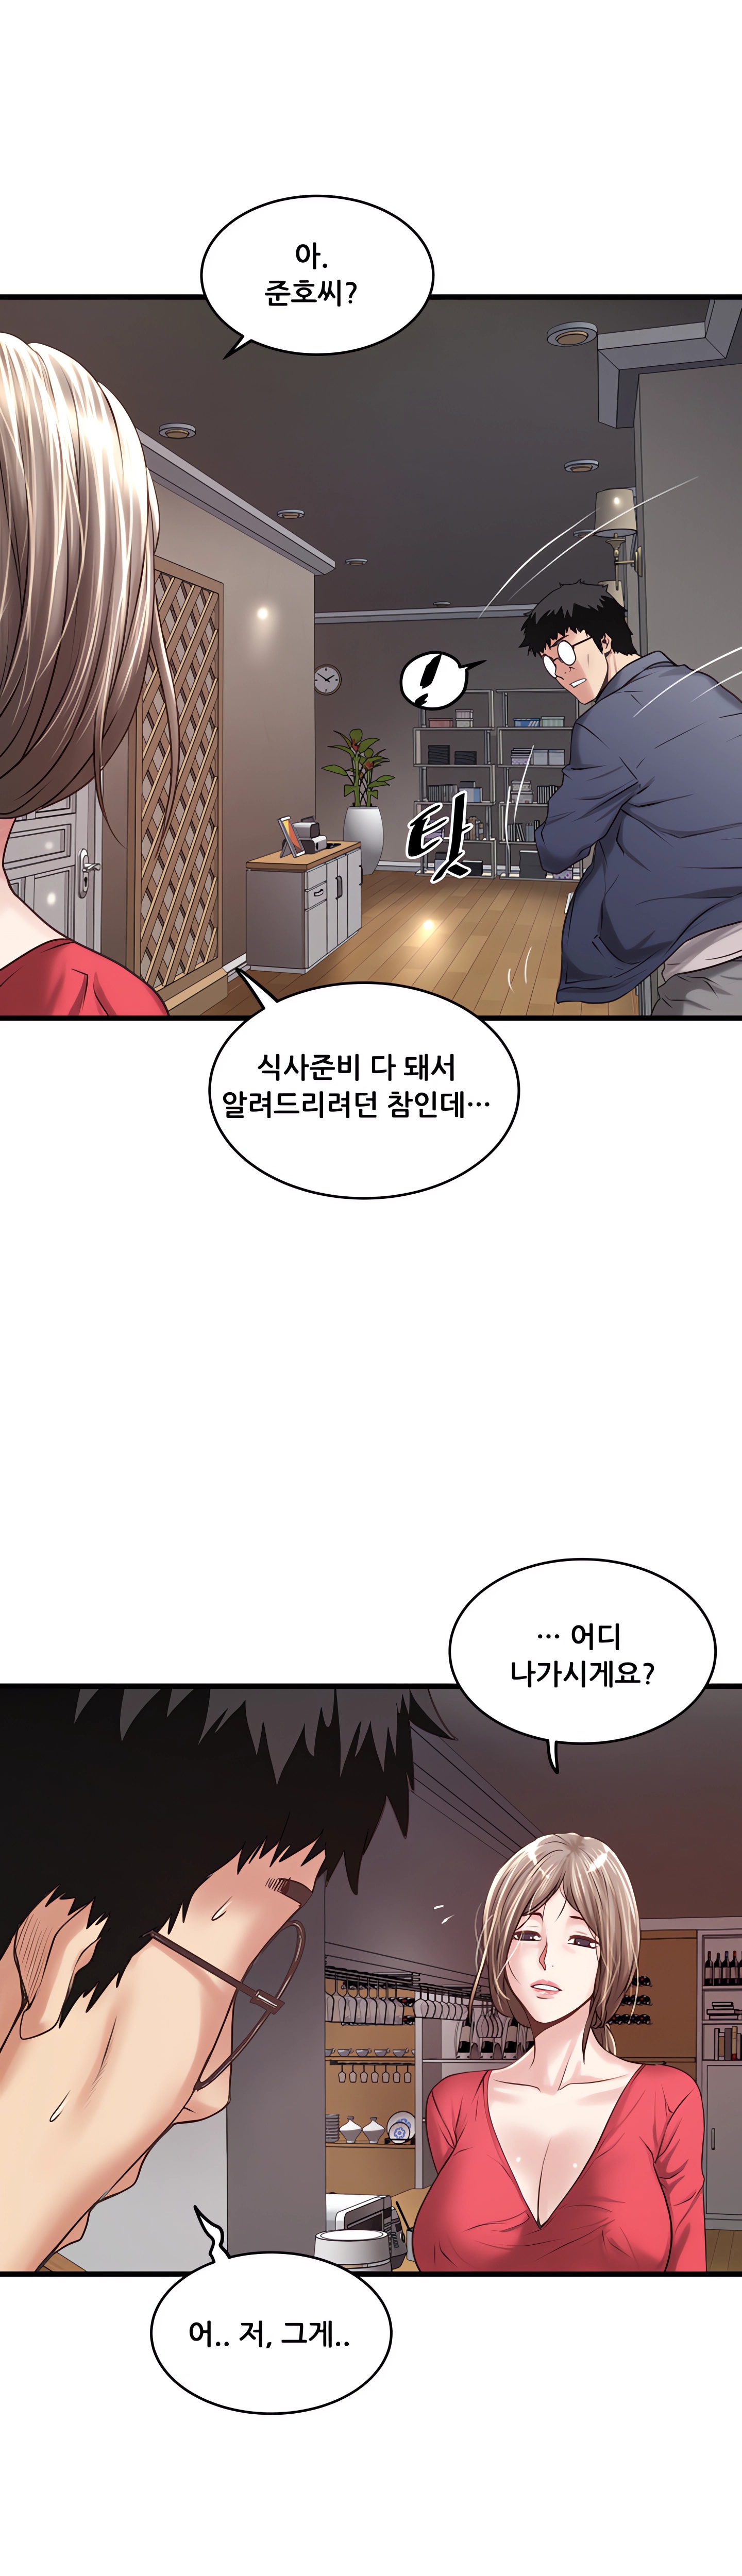 아.
준호씨?
!
탓
식사준비 다 돼서
알려드리려던 참인데…
… 어디
나가시게요?
어.. 저, 그게..